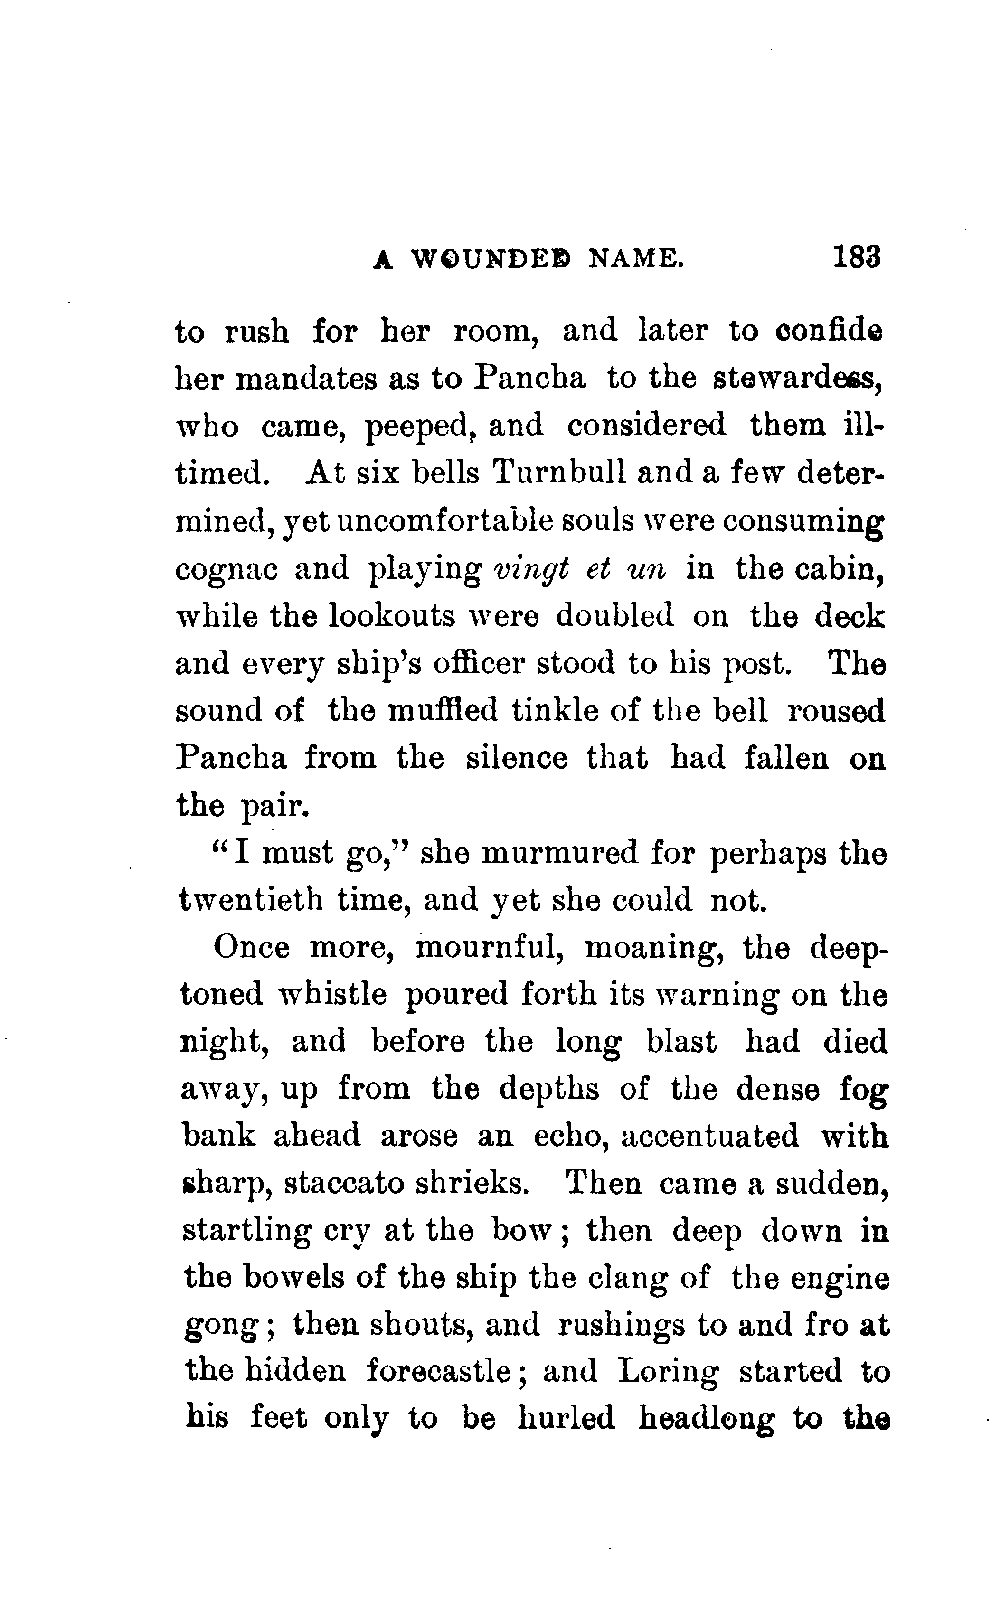 A WOUNDED NAME. 183
to rush for her room, and later to confide
her mandates as to Pancha to the stewardess,
who came, peeped, and considered them ill-
timed. At six bells Turnbull and a few deter-
mined, yet uncomfortable souls were consuming
cognac and playing vingt et un in the cabin,
while the lookouts were doubled on the deck
and every ship's officer stood to his post. The
sound of the muffled tinkle of the bell roused
Pancha from the silence that had fallen on
the pair.
"I must go," she murmured for perhaps the
twentieth time, and yet she could not.
Once more, mournful, moaning, the deep-
toned whistle poured forth its warning on the
night, and before the long blast had died
away, up from the depths of the dense fog
bank ahead arose an echo, accentuated with
sharp, staccato shrieks. Then came a sudden,
startling cry at the bow; then deep down in
the bowels of the ship the clang of the engine
gong; then shouts, and rushings to and fro at
the hidden forecastle; and Loring started to
his feet only to be hurled headlong to the